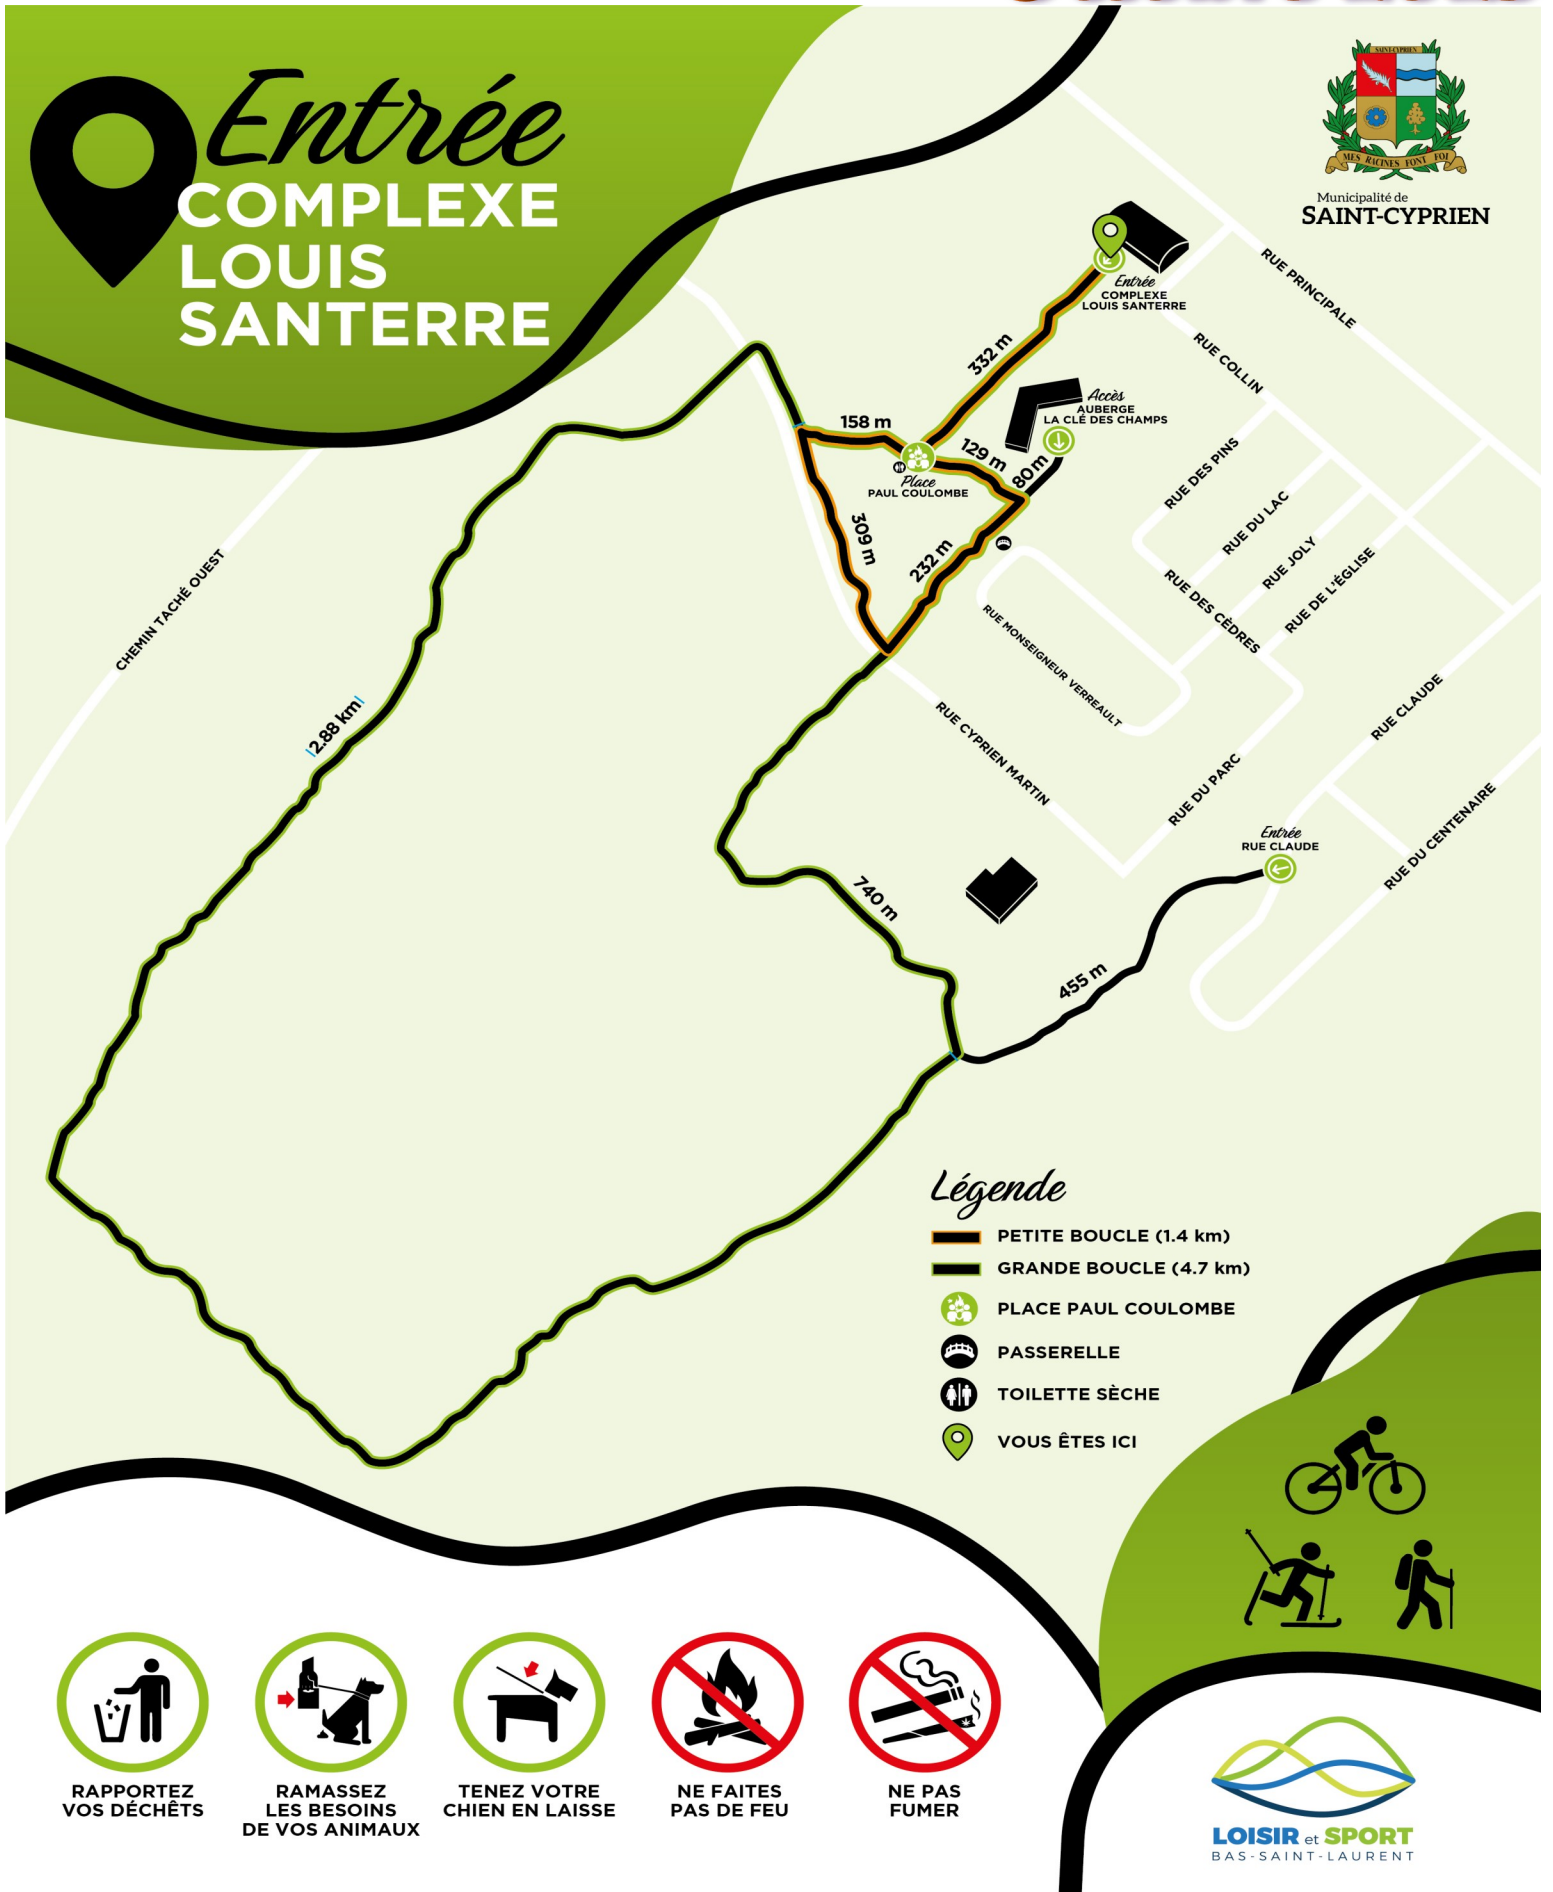 Entrée
COMPLEXE
LOUIS
SANTERRE
SAINT-CYPRIEN
MES RACINES FONT FOI
Municipalité de
SAINT-CYPRIEN
RUE PRINCIPALE
Entrée
COMPLEXE
LOUIS SANTERRE
RUE COLLIN
332 m
Accès
AUBERGE
LA CLÉ DES CHAMPS
158 m
129 m
80 m
Place
PAUL COULOMBE
RUE DES PINS
RUE DU LAC
RUE JOLY
RUE DE L'ÉGLISE
RUE DES CÈDRES
309 m
232 m
RUE MONSEIGNEUR VERREAULT
CHEMIN TACHÉ OUEST
2.88 km
RUE CYPRIEN MARTIN
RUE CLAUDE
RUE DU PARC
RUE DU CENTENAIRE
Entrée
RUE CLAUDE
740 m
455 m
Légende
PETITE BOUCLE (1.4 km)
GRANDE BOUCLE (4.7 km)
PLACE PAUL COULOMBE
PASSERELLE
TOILETTE SÈCHE
VOUS ÊTES ICI
RAPPORTEZ
VOS DÉCHÊTS
RAMASSEZ
LES BESOINS
DE VOS ANIMAUX
TENEZ VOTRE
CHIEN EN LAISSE
NE FAITES
PAS DE FEU
NE PAS
FUMER
LOISIR et SPORT
BAS-SAINT-LAURENT